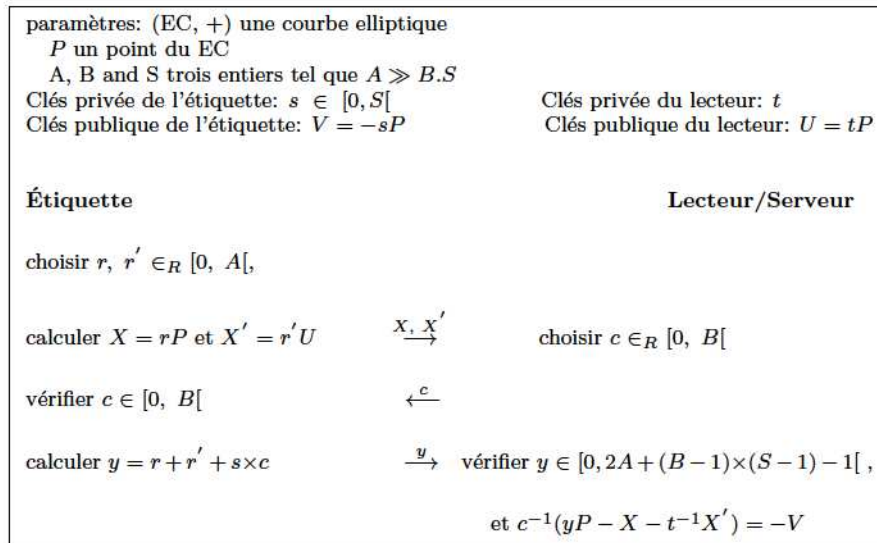 paramètres: (EC, +) une courbe elliptique
P un point du EC
A, B and S trois entiers tel que A ≫ B.S
Clés privée de l'étiquette: s ∈ [0, S[ Clés privée du lecteur: t
Clés publique de l'étiquette: V = −sP Clés publique du lecteur: U = tP
Étiquette Lecteur/Serveur
choisir r, r′ ∈R [0, A[,
calculer X = rP et X′ = r′U X, X′ ⟶ choisir c ∈R [0, B[
vérifier c ∈ [0, B[ c ⟵
calculer y = r + r′ + s×c y ⟶ vérifier y ∈ [0, 2A + (B − 1)×(S − 1) − 1[ ,
et c⁻¹(yP − X − t⁻¹X′) = −V